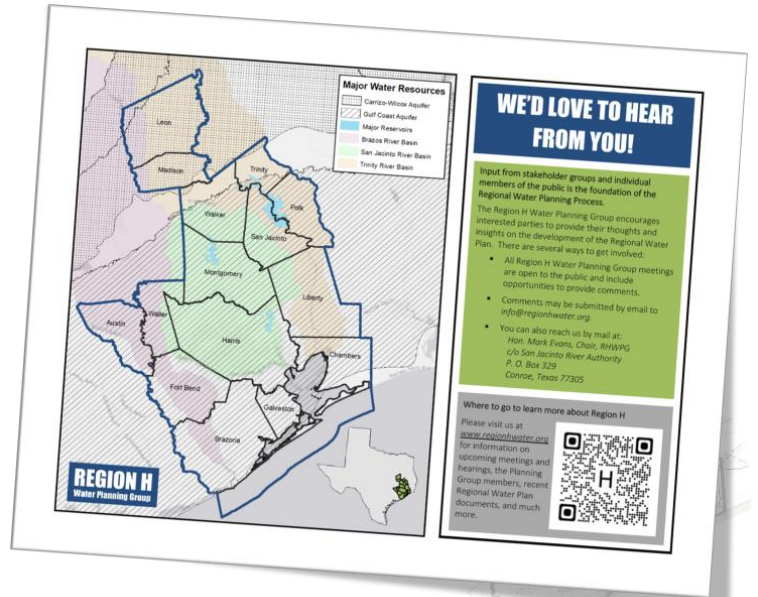 Major Water Resources
Carrizo-Wilcox Aquifer
Gulf Coast Aquifer
Major Reservoirs
Brazos River Basin
San Jacinto River Basin
Trinity River Basin
Leon
Madison
Trinity
Walker
Polk
San Jacinto
Montgomery
Liberty
Austin
Waller
Harris
Chambers
Fort Bend
Galveston
Brazoria
REGION H
Water Planning Group
WE'D LOVE TO HEAR
FROM YOU!
Input from stakeholder groups and individual
members of the public is the foundation of the
Regional Water Planning Process.
The Region H Water Planning Group encourages
interested parties to provide their thoughts and
insights on the development of the Regional Water
Plan. There are several ways to get involved:
▪ All Region H Water Planning Group meetings
are open to the public and include
opportunities to provide comments.
▪ Comments may be submitted by email to
info@regionhwater.org.
▪ You can also reach us by mail at:
Hon. Mark Evans, Chair, RHWPG
c/o San Jacinto River Authority
P. O. Box 329
Conroe, Texas 77305
Where to go to learn more about Region H
Please visit us at
www.regionhwater.org
for information on
upcoming meetings and
hearings, the Planning
Group members, recent
Regional Water Plan
documents, and much
more.
H